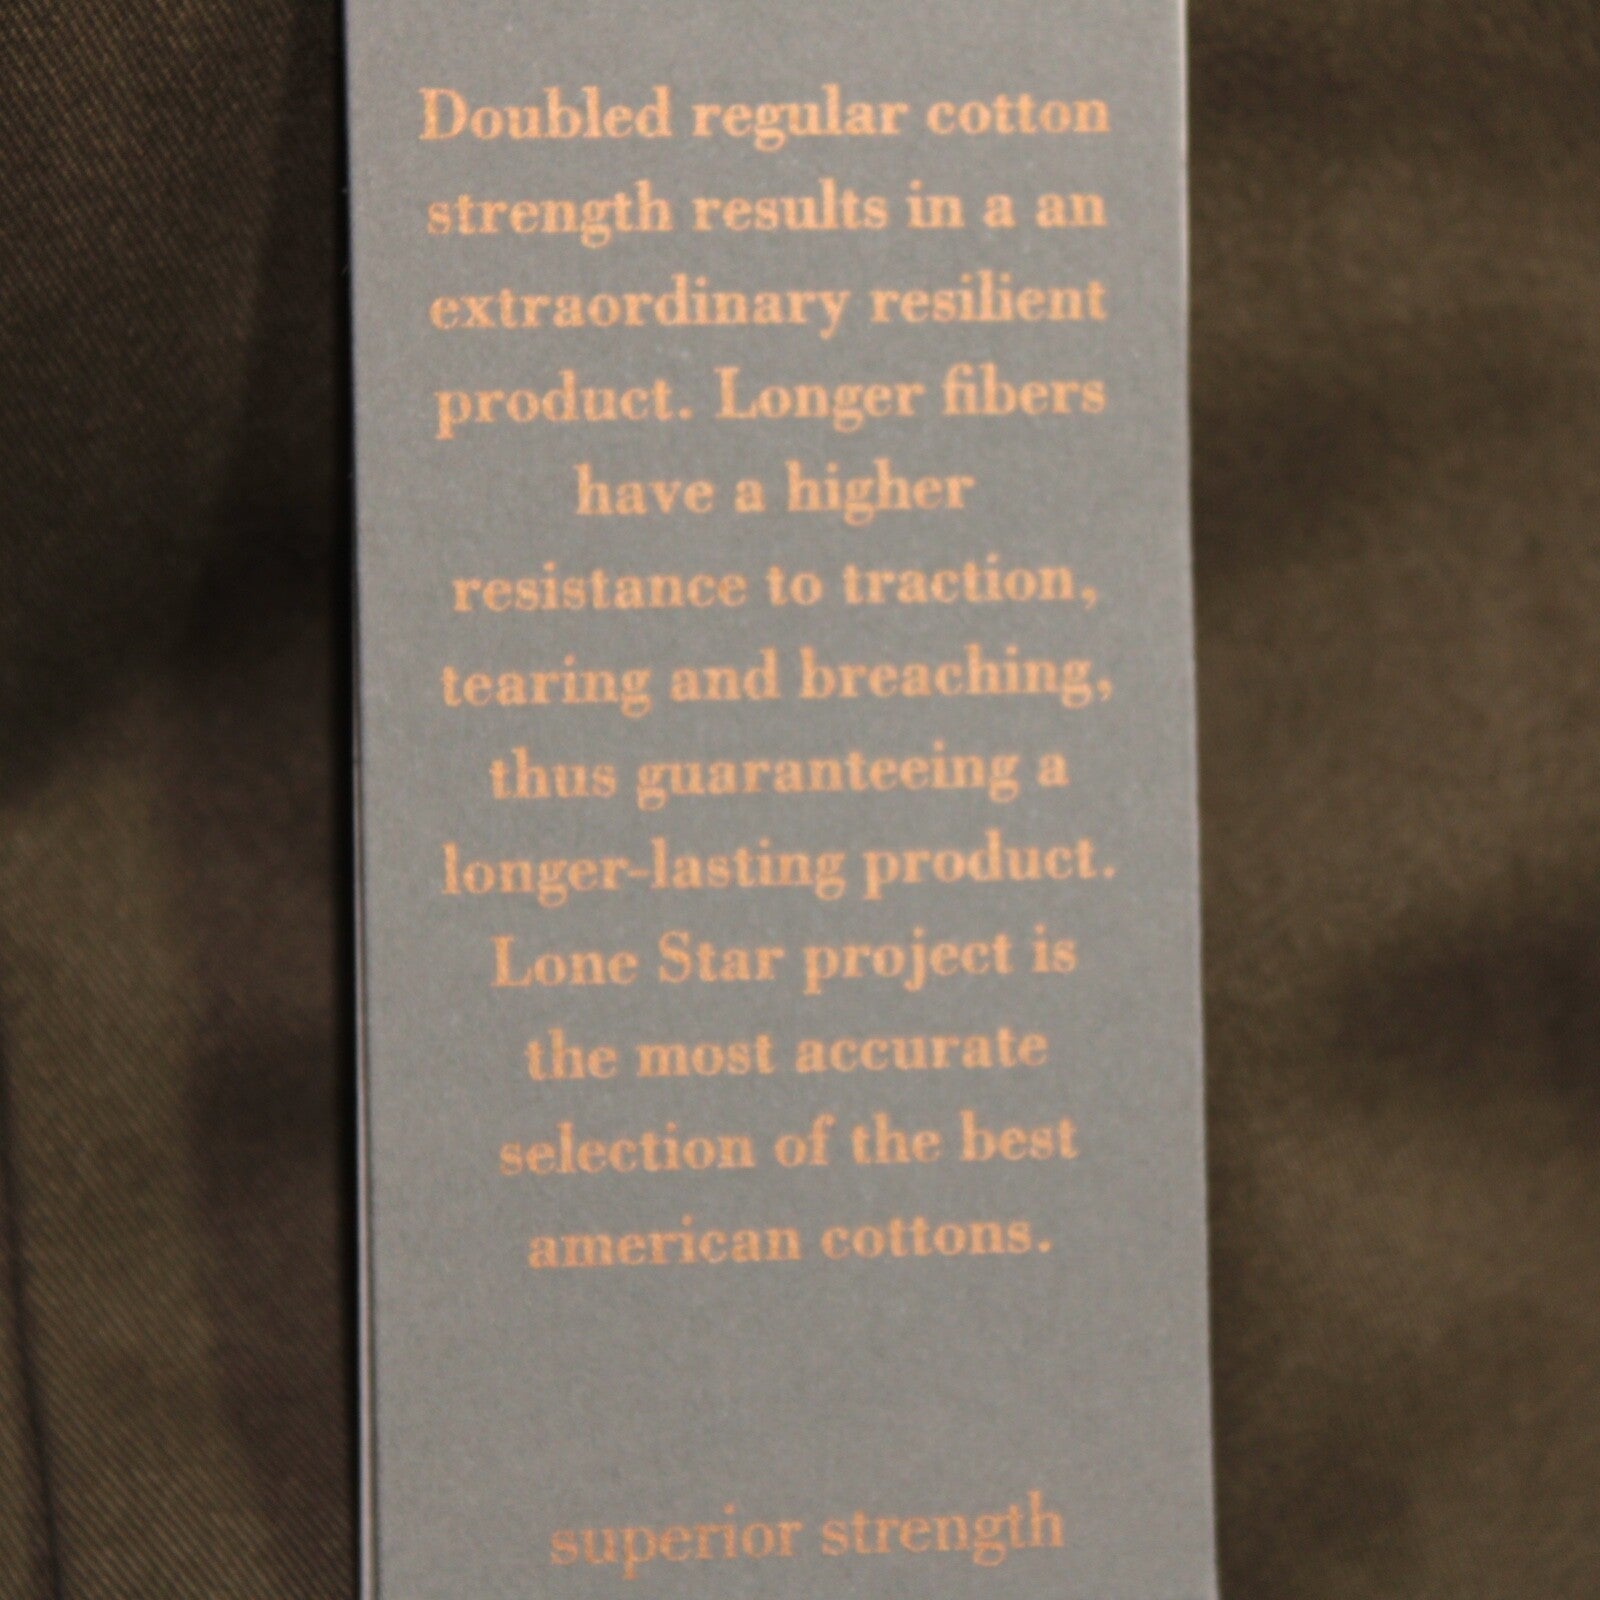 Doubled regular cotton
strength results in a an
extraordinary resilient
product. Longer fibers
have a higher
resistance to traction,
tearing and breaching,
thus guaranteeing a
longer-lasting product.
Lone Star project is
the most accurate
selection of the best
american cottons.
superior strength